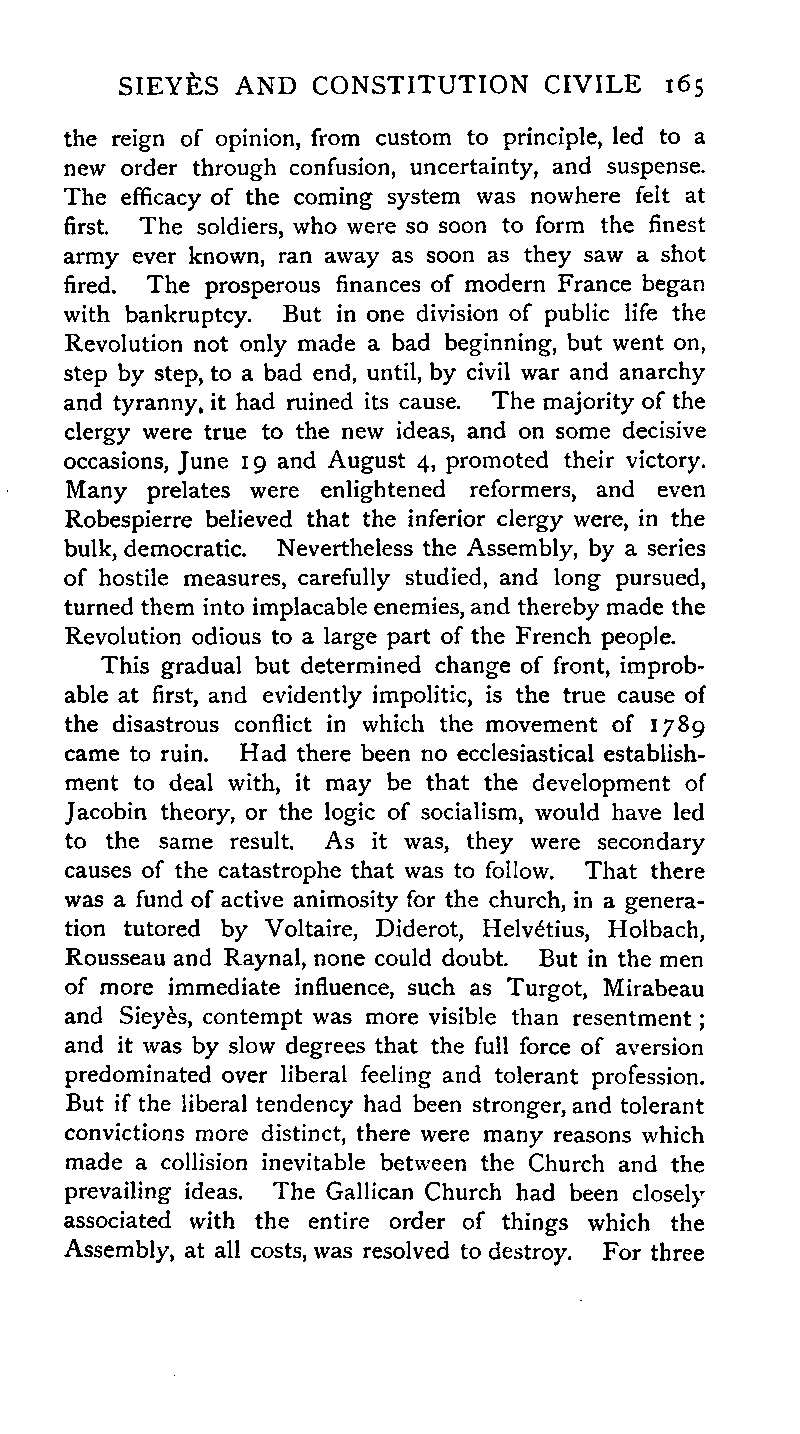 SIEYÈS AND CONSTITUTION CIVILE 165
the reign of opinion, from custom to principle, led to a
new order through confusion, uncertainty, and suspense.
The efficacy of the coming system was nowhere felt at
first. The soldiers, who were so soon to form the finest
army ever known, ran away as soon as they saw a shot
fired. The prosperous finances of modern France began
with bankruptcy. But in one division of public life the
Revolution not only made a bad beginning, but went on,
step by step, to a bad end, until, by civil war and anarchy
and tyranny, it had ruined its cause. The majority of the
clergy were true to the new ideas, and on some decisive
occasions, June 19 and August 4, promoted their victory.
Many prelates were enlightened reformers, and even
Robespierre believed that the inferior clergy were, in the
bulk, democratic. Nevertheless the Assembly, by a series
of hostile measures, carefully studied, and long pursued,
turned them into implacable enemies, and thereby made the
Revolution odious to a large part of the French people.
This gradual but determined change of front, improb-
able at first, and evidently impolitic, is the true cause of
the disastrous conflict in which the movement of 1789
came to ruin. Had there been no ecclesiastical establish-
ment to deal with, it may be that the development of
Jacobin theory, or the logic of socialism, would have led
to the same result. As it was, they were secondary
causes of the catastrophe that was to follow. That there
was a fund of active animosity for the church, in a genera-
tion tutored by Voltaire, Diderot, Helvétius, Holbach,
Rousseau and Raynal, none could doubt. But in the men
of more immediate influence, such as Turgot, Mirabeau
and Sieyès, contempt was more visible than resentment ;
and it was by slow degrees that the full force of aversion
predominated over liberal feeling and tolerant profession.
But if the liberal tendency had been stronger, and tolerant
convictions more distinct, there were many reasons which
made a collision inevitable between the Church and the
prevailing ideas. The Gallican Church had been closely
associated with the entire order of things which the
Assembly, at all costs, was resolved to destroy. For three